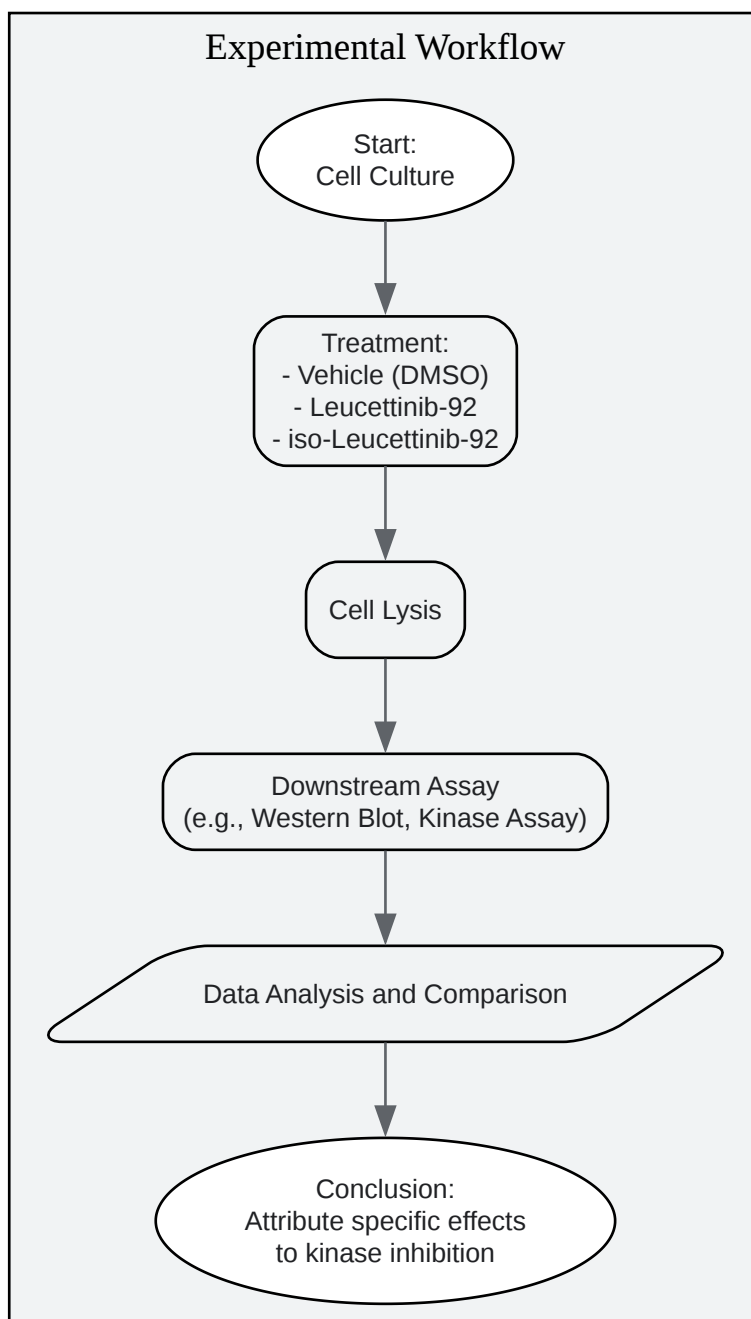 Experimental Workflow
Start:
Cell Culture
Treatment:
- Vehicle (DMSO)
- Leucettinib-92
- iso-Leucettinib-92
Cell Lysis
Downstream Assay
(e.g., Western Blot, Kinase Assay)
Data Analysis and Comparison
Conclusion:
Attribute specific effects
to kinase inhibition